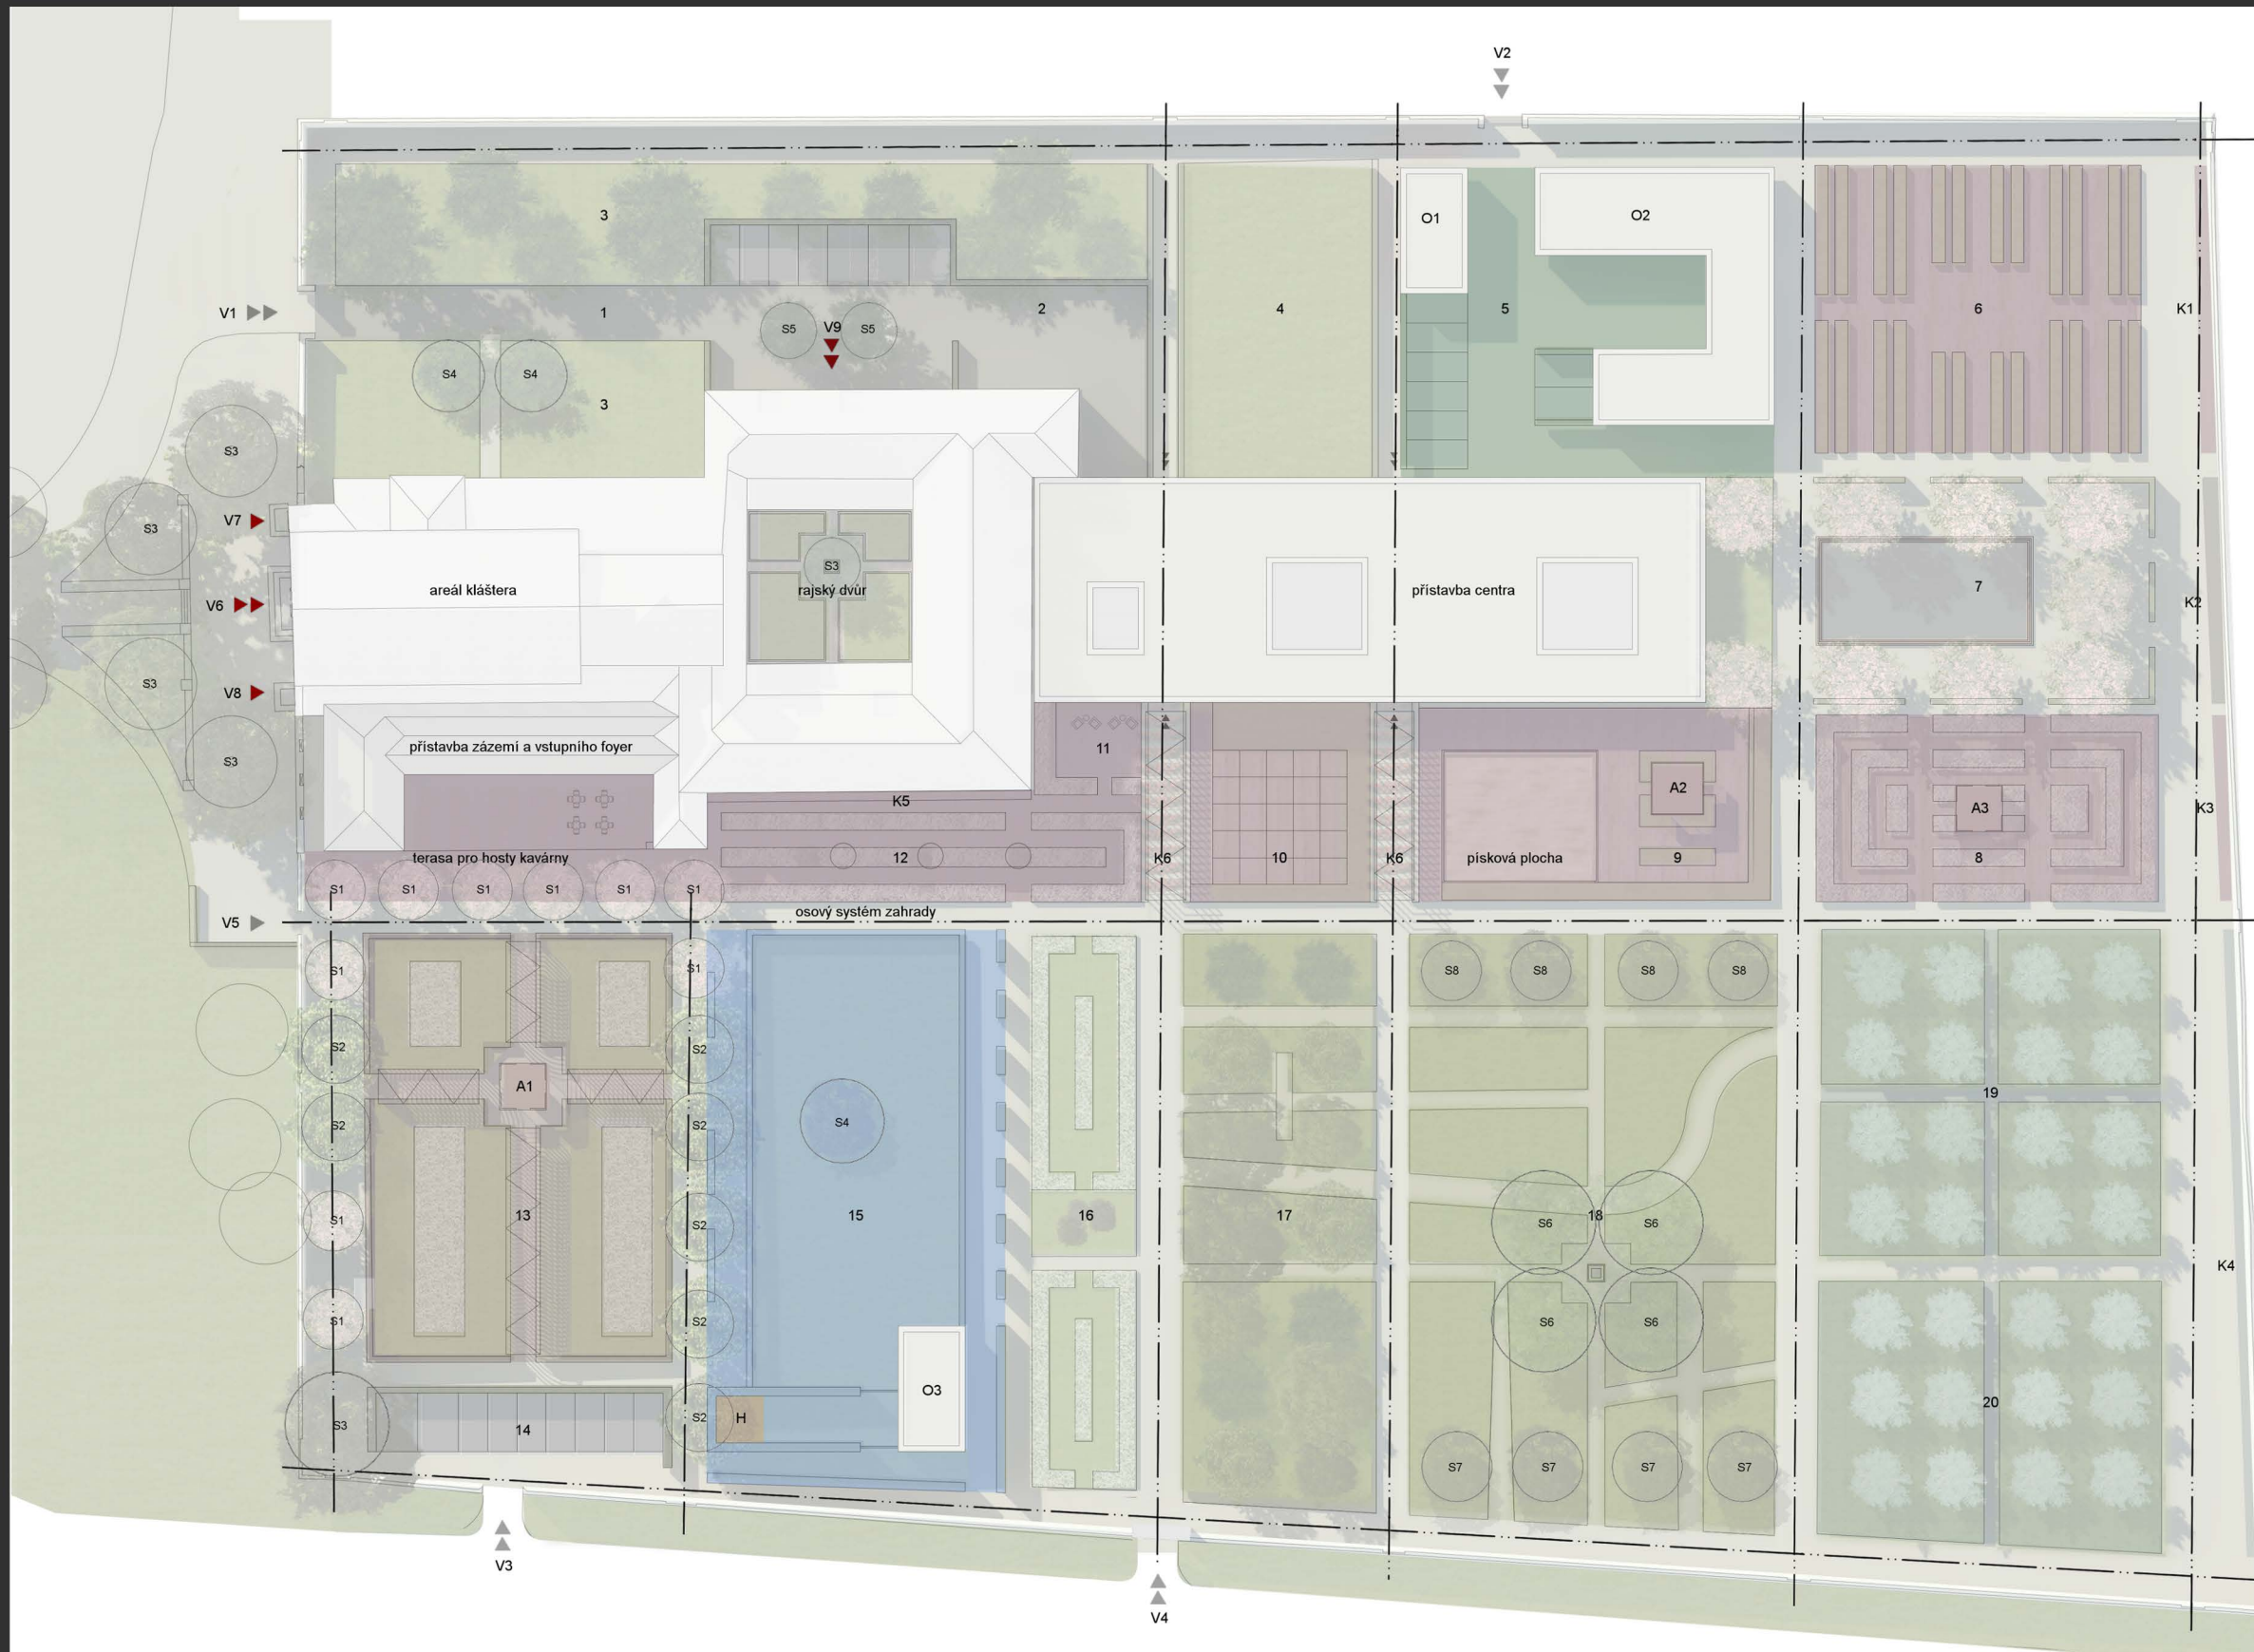 V2
3
O1
O2
V1
1
2
4
5
6
K1
S5
V9
S5
S4
S4
3
S3
S3
V7
areál kláštera
S3
rajský dvůr
přístavba centra
7
K2
V6
S3
V8
S3
přístavba zázemí a vstupního foyer
11
A2
K5
A3
K3
terasa pro hosty kavárny
12
K6
10
K6
písková plocha
9
8
S1
S1
S1
S1
S1
S1
osový systém zahrady
V5
S1
S1
S8
S8
S8
S8
S2
S2
A1
19
S2
S2
S4
S1
13
S2
15
16
17
18
S6
S6
K4
S1
S2
S6
S6
O3
20
S3
14
S2
H
S7
S7
S7
S7
V3
V4